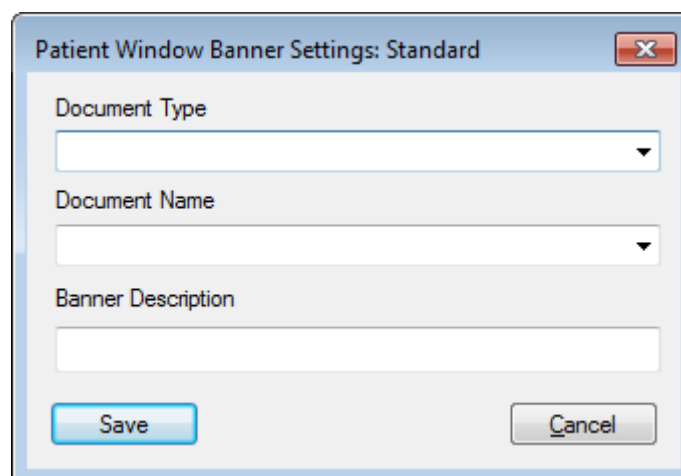 Patient Window Banner Settings: Standard
Document Type
Document Name
Banner Description
Save Cancel